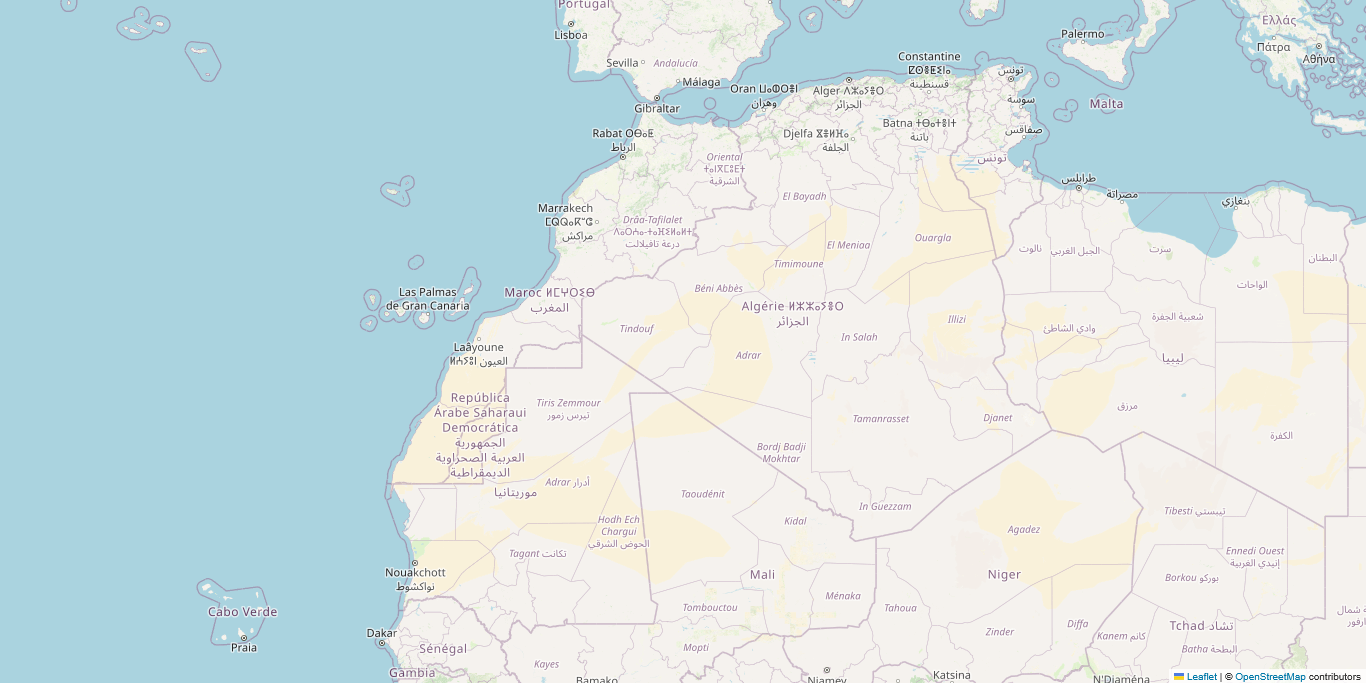 Portugal
Ελλάς
Lisboa
Palermo
Πάτρα
Αθήνα
Constantine
ⵇⵙⴻⵏⵟⵉⵏⴰ
قسنطينة
Sevilla
Andalucía
تونس
Málaga
Oran ⵡⴰⵀⵔⴰⵏ
وهران
Alger ⴷⵣⴰⵢⴻⵔ
الجزائر
سوسة
Malta
Gibraltar
Batna
باتنة
صفاقس
Rabat ⵔⴱⴰⵟ
الرباط
Djelfa
الجلفة
تونس
Oriental
الشرقية
طرابلس
مصراتة
بنغازي
El Bayadh
Marrakech
مراكش
Drâa-Tafilalet
درعة تافيلالت
El Meniaa
Ouargla
نالوت
الجبل الغربي
سرت
البطنان
Timimoune
الواحات
Las Palmas
de Gran Canaria
Maroc ⵍⵎⵖⵔⵉⴱ
المغرب
Béni Abbès
Algérie ⵍⵣⵣⴰⵢⴻⵔ
الجزائر
Tindouf
In Salah
Illizi
وادي الشاطئ
شعبية الجفرة
Laâyoune
العيون
Adrar
ليبيا
República
Árabe Saharaui
Democrática
الجمهورية
العربية الصحراوية
الديمقراطية
Tiris Zemmour
تيرس زمور
Tamanrasset
Djanet
مرزق
الكفرة
Bordj Badji
Mokhtar
Adrar أدرار
موريتانيا
Taoudénit
In Guezzam
Tibesti تيبستي
Hodh Ech
Chargui
الحوض الشرقي
Kidal
Agadez
Tagant تكانت
Ennedi Ouest
إنيدي الغربية
Nouakchott
نواكشوط
Mali
Niger
Borkou بوركو
Cabo Verde
Ménaka
Tombouctou
Tahoua
شمال
دارفور
Praia
Dakar
Zinder
Diffa
Kanem كانم
Tchad تشاد
Sénégal
Mopti
Batha البطحة
Gambia
Kayes
Bamako
Niamey
Katsina
N'Djaména
Leaflet | © OpenStreetMap contributors